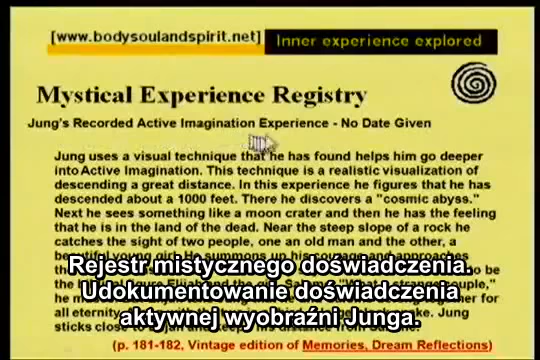 [www.bodysoulandspirit.net]
Inner experience explored
Mystical Experience Registry
Jung's Recorded Active Imagination Experience - No Date Given
Jung uses a visual technique that he has found helps him go deeper
into Active Imagination. This technique is a realistic visualization of
descending a great distance. In this experience he figures that he has
descended about a 1000 feet. There he discovers a "cosmic abyss."
Next he sees something like a moon crater and then he has the feeling
that he is in the land of the dead. Near the steep slope of a rock he
catches the sight of two people, one an old man and the other, a
Rejestr mistycznego doświadczenia.
Udokumentowanie doświadczenia
aktywnej wyobraźni Junga.
(p. 181-182, Vintage edition of Memories, Dream Reflections)